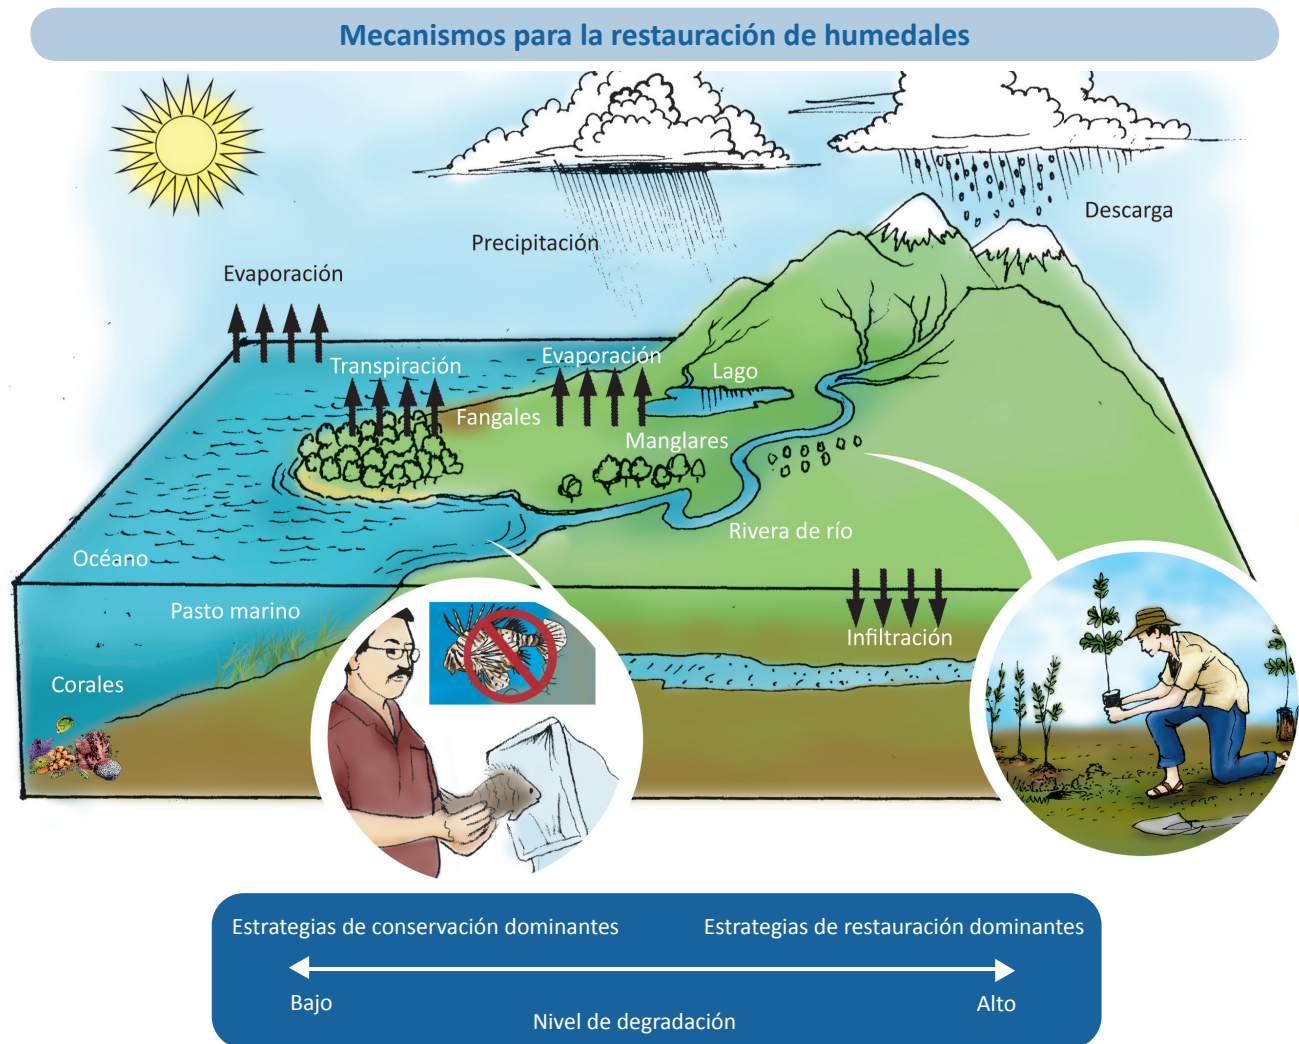 Mecanismos para la restauración de humedales
Descarga
Precipitación
Evaporación
Transpiración
Evaporación
Lago
Fangales
Manglares
Rivera de río
Océano
Pasto marino
Infiltración
Corales
Estrategias de conservación dominantes
Estrategias de restauración dominantes
Bajo
Alto
Nivel de degradación